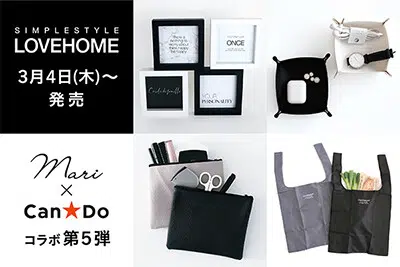 SIMPLESTYLE
LOVEHOME
3月4日(木)〜
発売
Mari
×
Can★Do
コラボ 第5弾
ONCE
YOUR
PERSONALITY